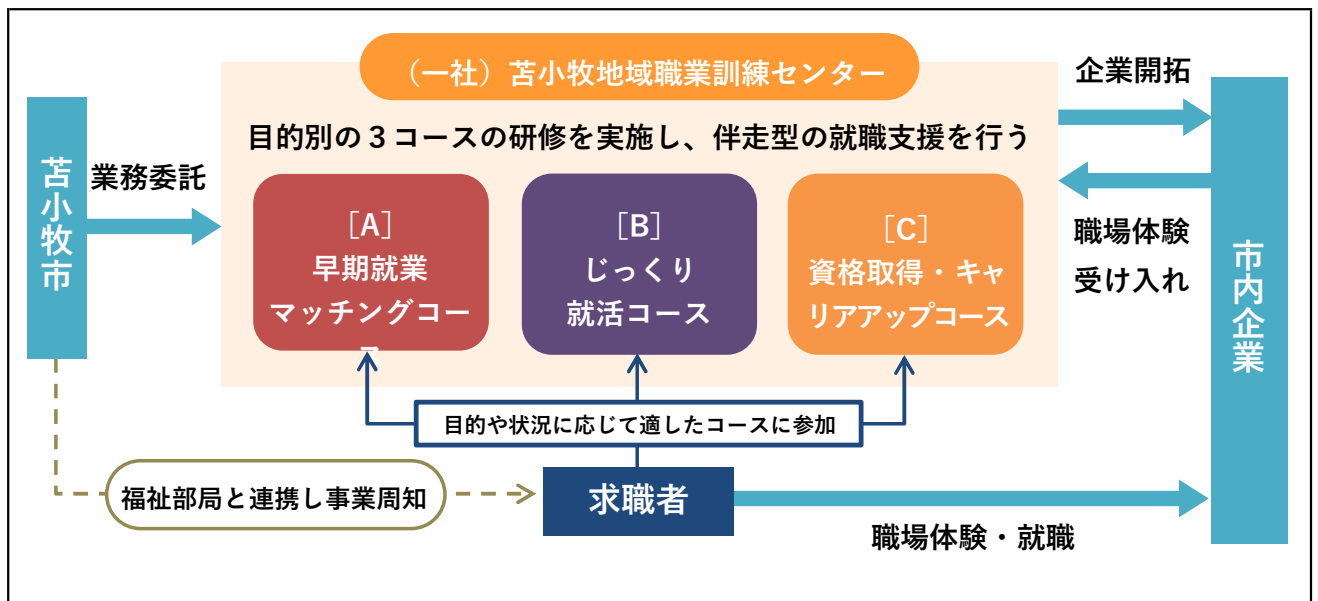 （一社）苫小牧地域職業訓練センター
企業開拓
目的別の３コースの研修を実施し、伴走型の就職支援を行う
苫小牧市
業務委託
［A］
早期就業
マッチングコー
ス
［B］
じっくり
就活コース
［C］
資格取得・キャ
リアアップコース
職場体験
受け入れ
市内企業
目的や状況に応じて適したコースに参加
福祉部局と連携し事業周知
求職者
職場体験・就職